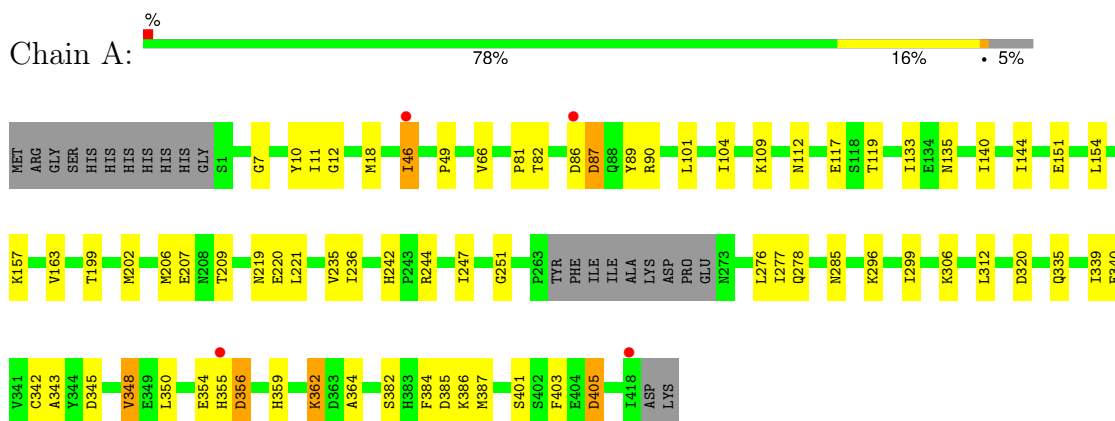 %
Chain A:
78% 16% • 5%
MET ARG GLY SER HIS HIS HIS HIS HIS HIS GLY S1 G7 Y10 I11 G12 M18 I46 P49 V66 P81 T82 D86 D87 Q88 Y89 R90 L101 I104 K109 N112 E117 S118 T119 I133 E134 N135 I140 I144 E151 L154
K157 V163 T199 M202 M206 E207 N208 T209 N219 E220 L221 V235 I236 H242 P243 R244 I247 G251 P263 TYR PHE ILE ILE ALA LYS ASP PRO GLU N273 L276 I277 Q278 N285 K296 I299 K306 L312 D320 Q335 I339 E340
V341 C342 A343 Y344 D345 V348 E349 L350 E354 H355 D356 H359 K362 D363 A364 S382 H383 F384 D385 K386 M387 S401 S402 F403 E404 D405 I418 ASP LYS